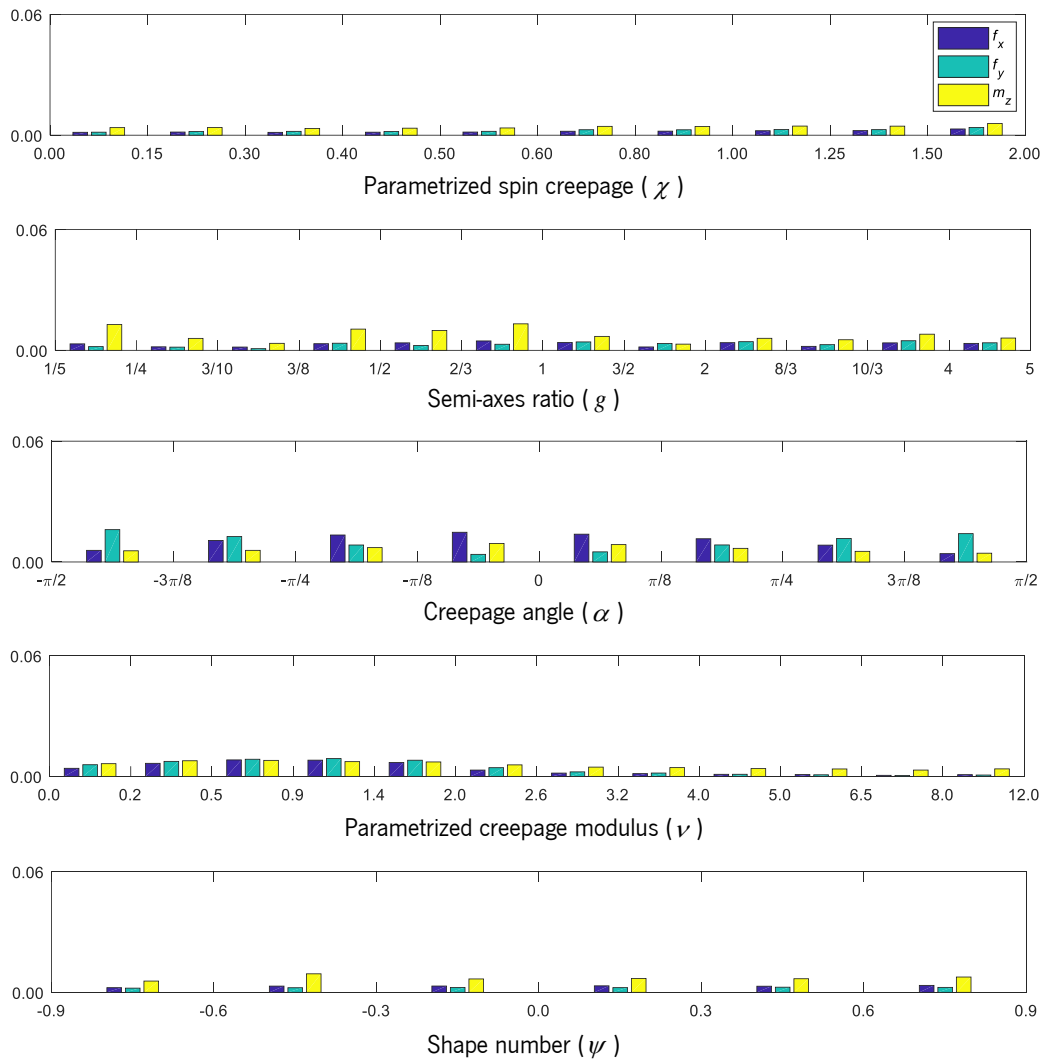 0.06
f_x
f_y
m_z
0.00
0.00 0.15 0.30 0.40 0.50 0.60 0.80 1.00 1.25 1.50 2.00
Parametrized spin creepage ( χ )
0.06
0.00
1/5 1/4 3/10 3/8 1/2 2/3 1 3/2 2 8/3 10/3 4 5
Semi-axes ratio ( g )
0.06
0.00
-π/2 -3π/8 -π/4 -π/8 0 π/8 π/4 3π/8 π/2
Creepage angle ( α )
0.06
0.00
0.0 0.2 0.5 0.9 1.4 2.0 2.6 3.2 4.0 5.0 6.5 8.0 12.0
Parametrized creepage modulus ( ν )
0.06
0.00
-0.9 -0.6 -0.3 0.0 0.3 0.6 0.9
Shape number ( ψ )